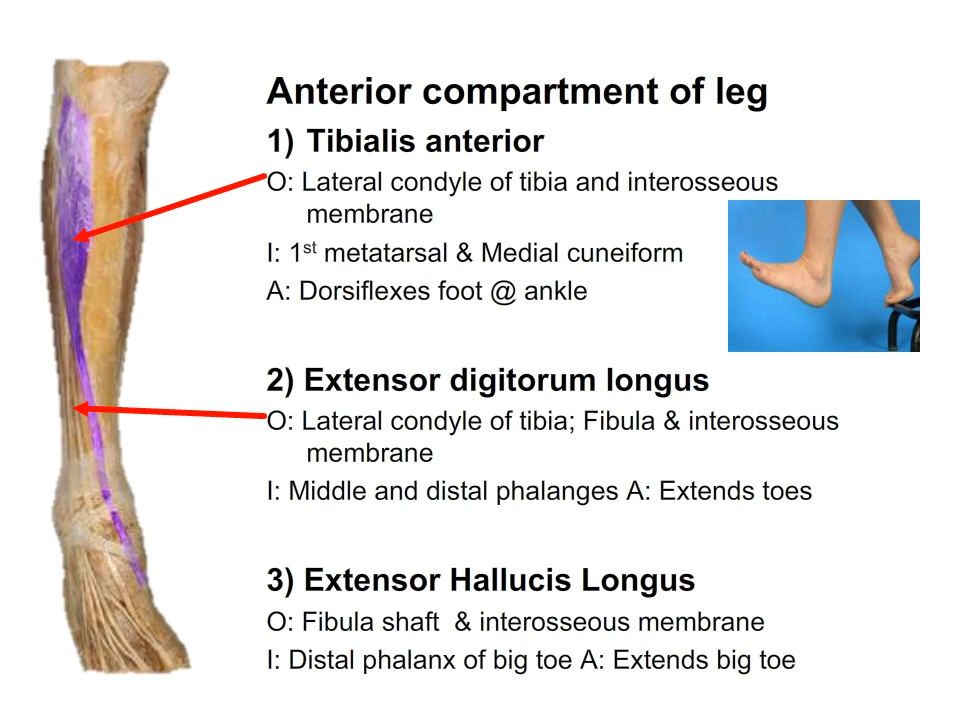 Anterior compartment of leg
1) Tibialis anterior
O: Lateral condyle of tibia and interosseous
membrane
I: 1st metatarsal & Medial cuneiform
A: Dorsiflexes foot @ ankle
2) Extensor digitorum longus
O: Lateral condyle of tibia; Fibula & interosseous
membrane
I: Middle and distal phalanges A: Extends toes
3) Extensor Hallucis Longus
O: Fibula shaft & interosseous membrane
I: Distal phalanx of big toe A: Extends big toe